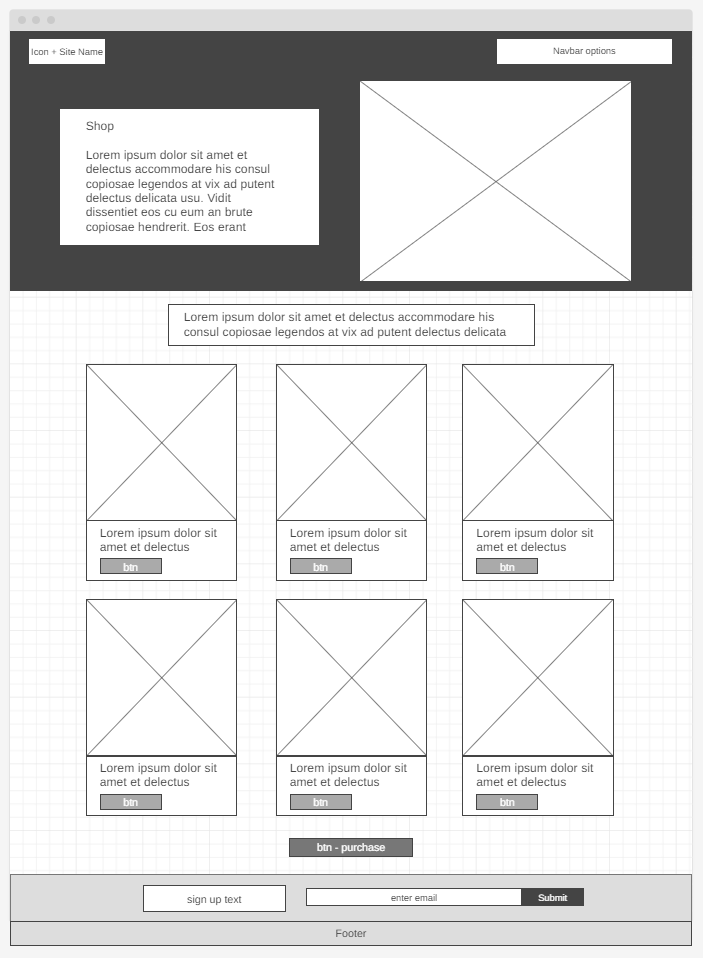 Icon + Site Name
Navbar options
Shop
Lorem ipsum dolor sit amet et
delectus accommodare his consul
copiosae legendos at vix ad putent
delectus delicata usu. Vidit
dissentiet eos cu eum an brute
copiosae hendrerit. Eos erant
Lorem ipsum dolor sit amet et delectus accommodare his
consul copiosae legendos at vix ad putent delectus delicata
Lorem ipsum dolor sit
amet et delectus
btn
Lorem ipsum dolor sit
amet et delectus
btn
Lorem ipsum dolor sit
amet et delectus
btn
Lorem ipsum dolor sit
amet et delectus
btn
Lorem ipsum dolor sit
amet et delectus
btn
Lorem ipsum dolor sit
amet et delectus
btn
btn - purchase
sign up text
enter email
Submit
Footer